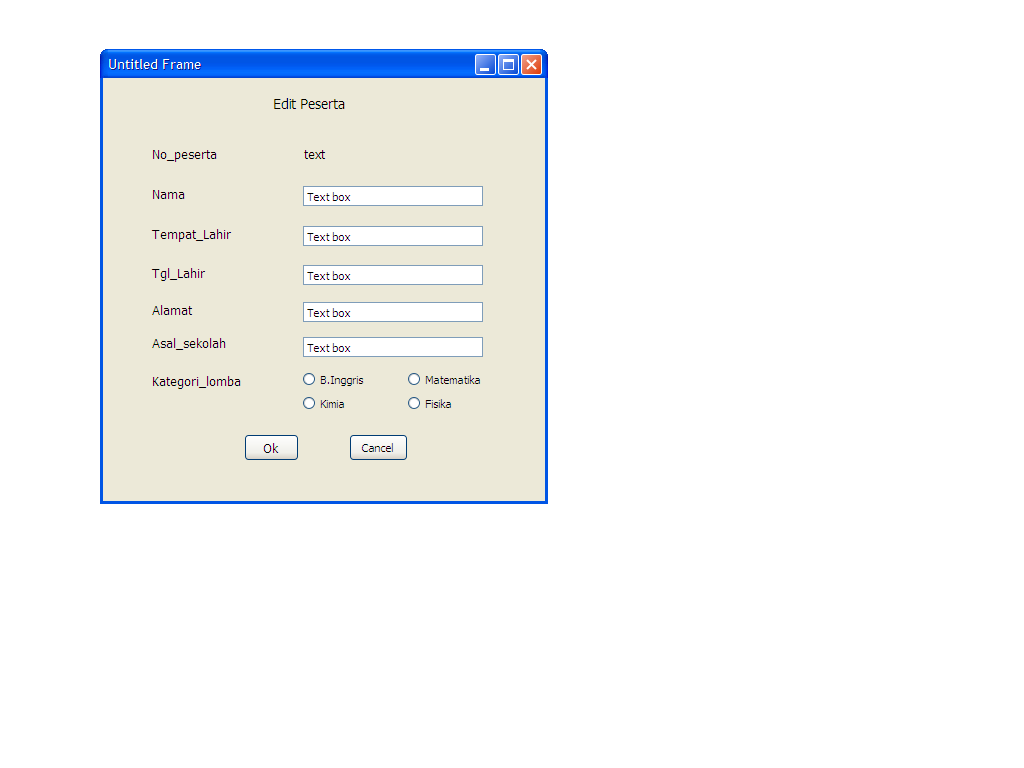 Untitled Frame
Edit Peserta
No_peserta text
Nama Text box
Tempat_Lahir Text box
Tgl_Lahir Text box
Alamat Text box
Asal_sekolah Text box
Kategori_lomba B.Inggris Matematika
Kimia Fisika
Ok Cancel